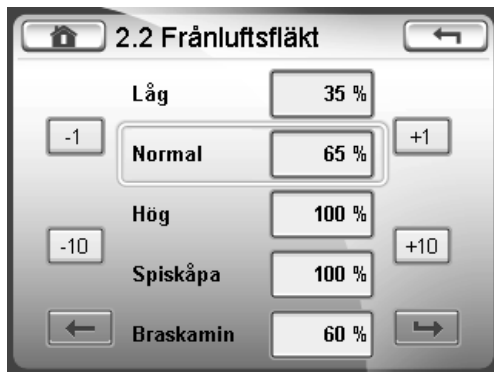 2.2 Frånluftsfläkt
Låg 35 %
-1 +1
Normal 65 %
Hög 100 %
-10 +10
Spiskåpa 100 %
Braskamin 60 %